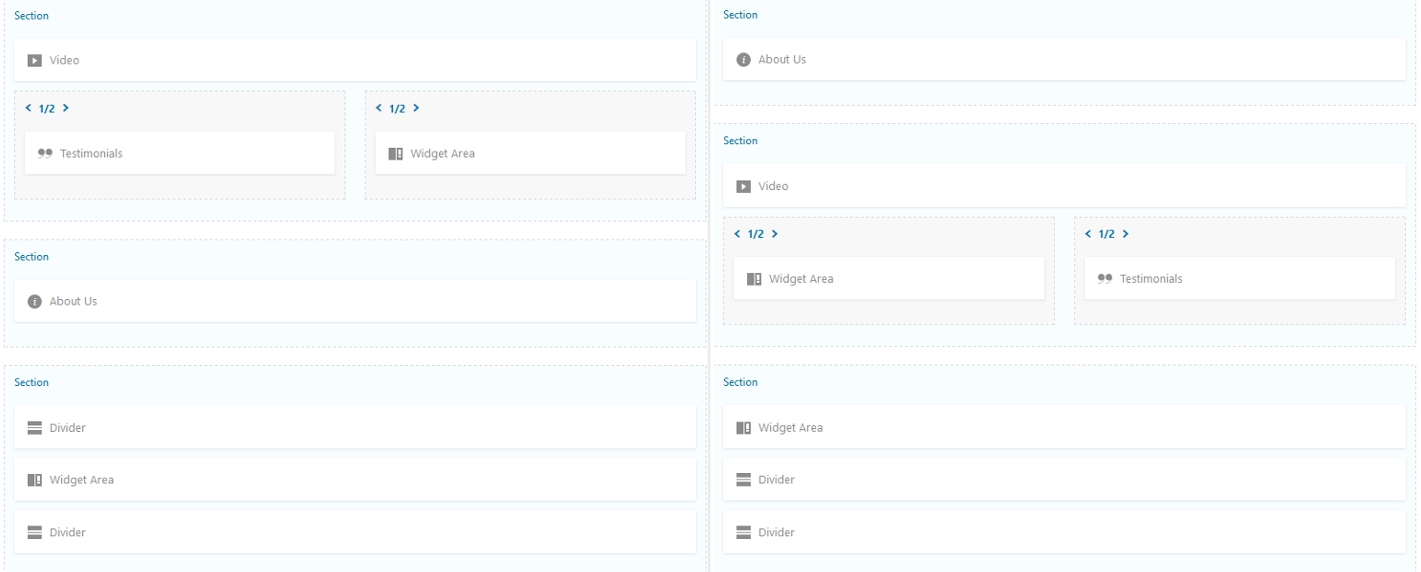 Section
Video
< 1/2 >
Testimonials
< 1/2 >
Widget Area
Section
About Us
Section
Divider
Widget Area
Divider
Section
About Us
Section
Video
< 1/2 >
Widget Area
< 1/2 >
Testimonials
Section
Widget Area
Divider
Divider